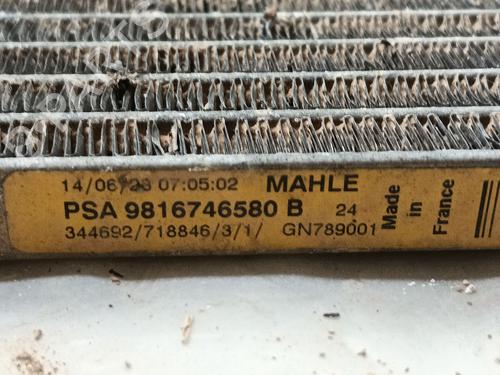 14/06/23 07:05:02 MAHLE
PSA 9816746580 B 24
344692/718846/3/1/ GN789001
Made
in
France